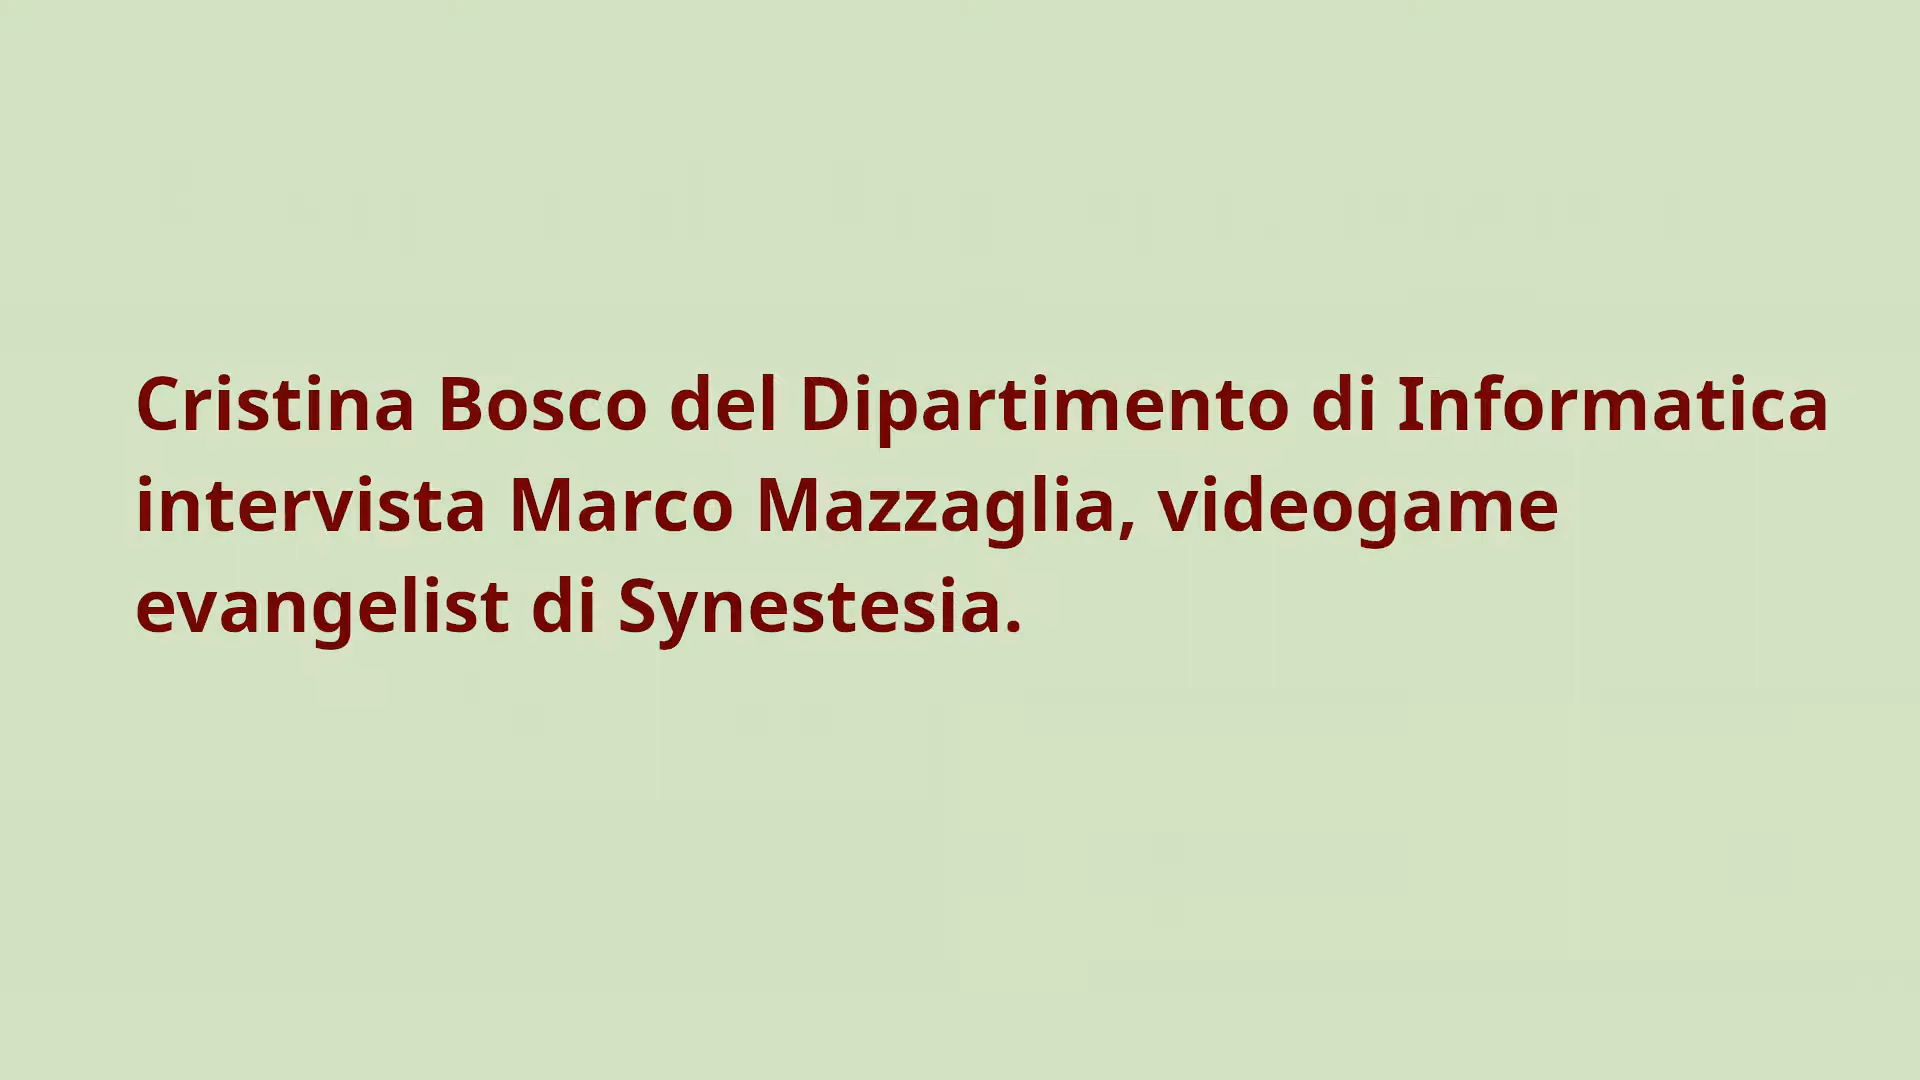 Cristina Bosco del Dipartimento di Informatica
intervista Marco Mazzaglia, videogame
evangelist di Synestesia.